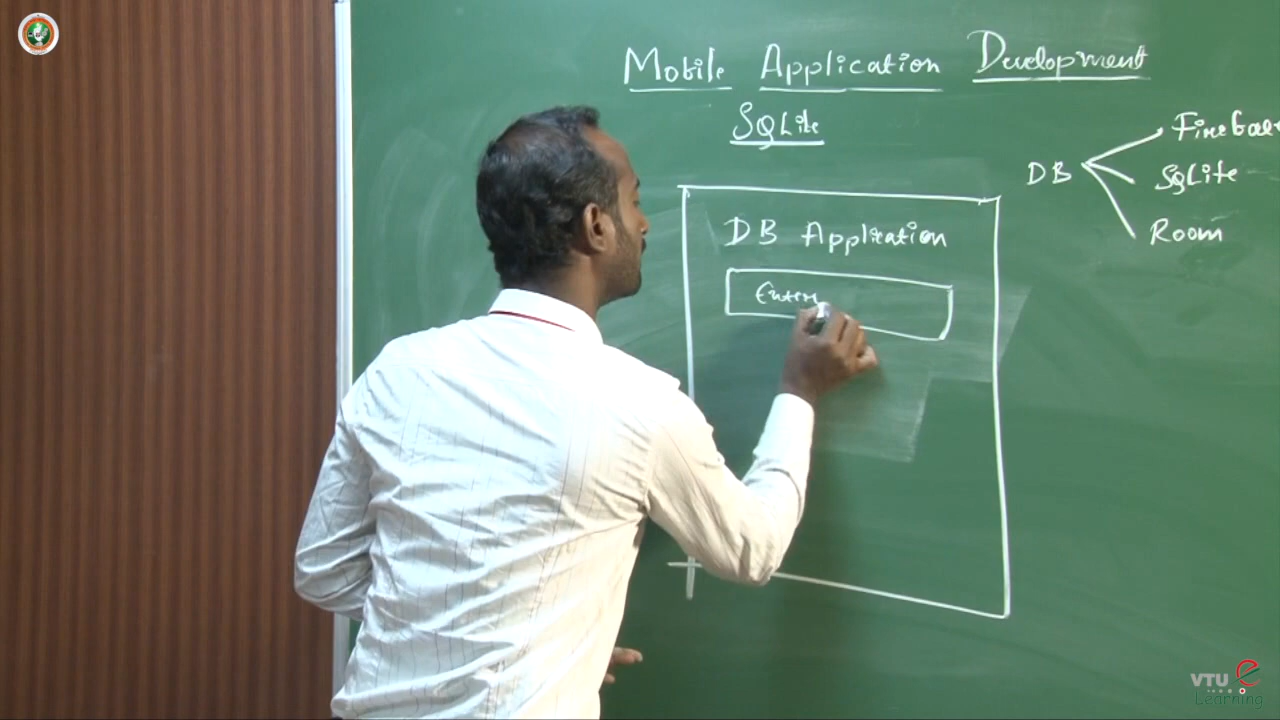 Mobile Application Development
SQLite
DB
SQLite
Room
DB Application
Enter
VTU e
Learning